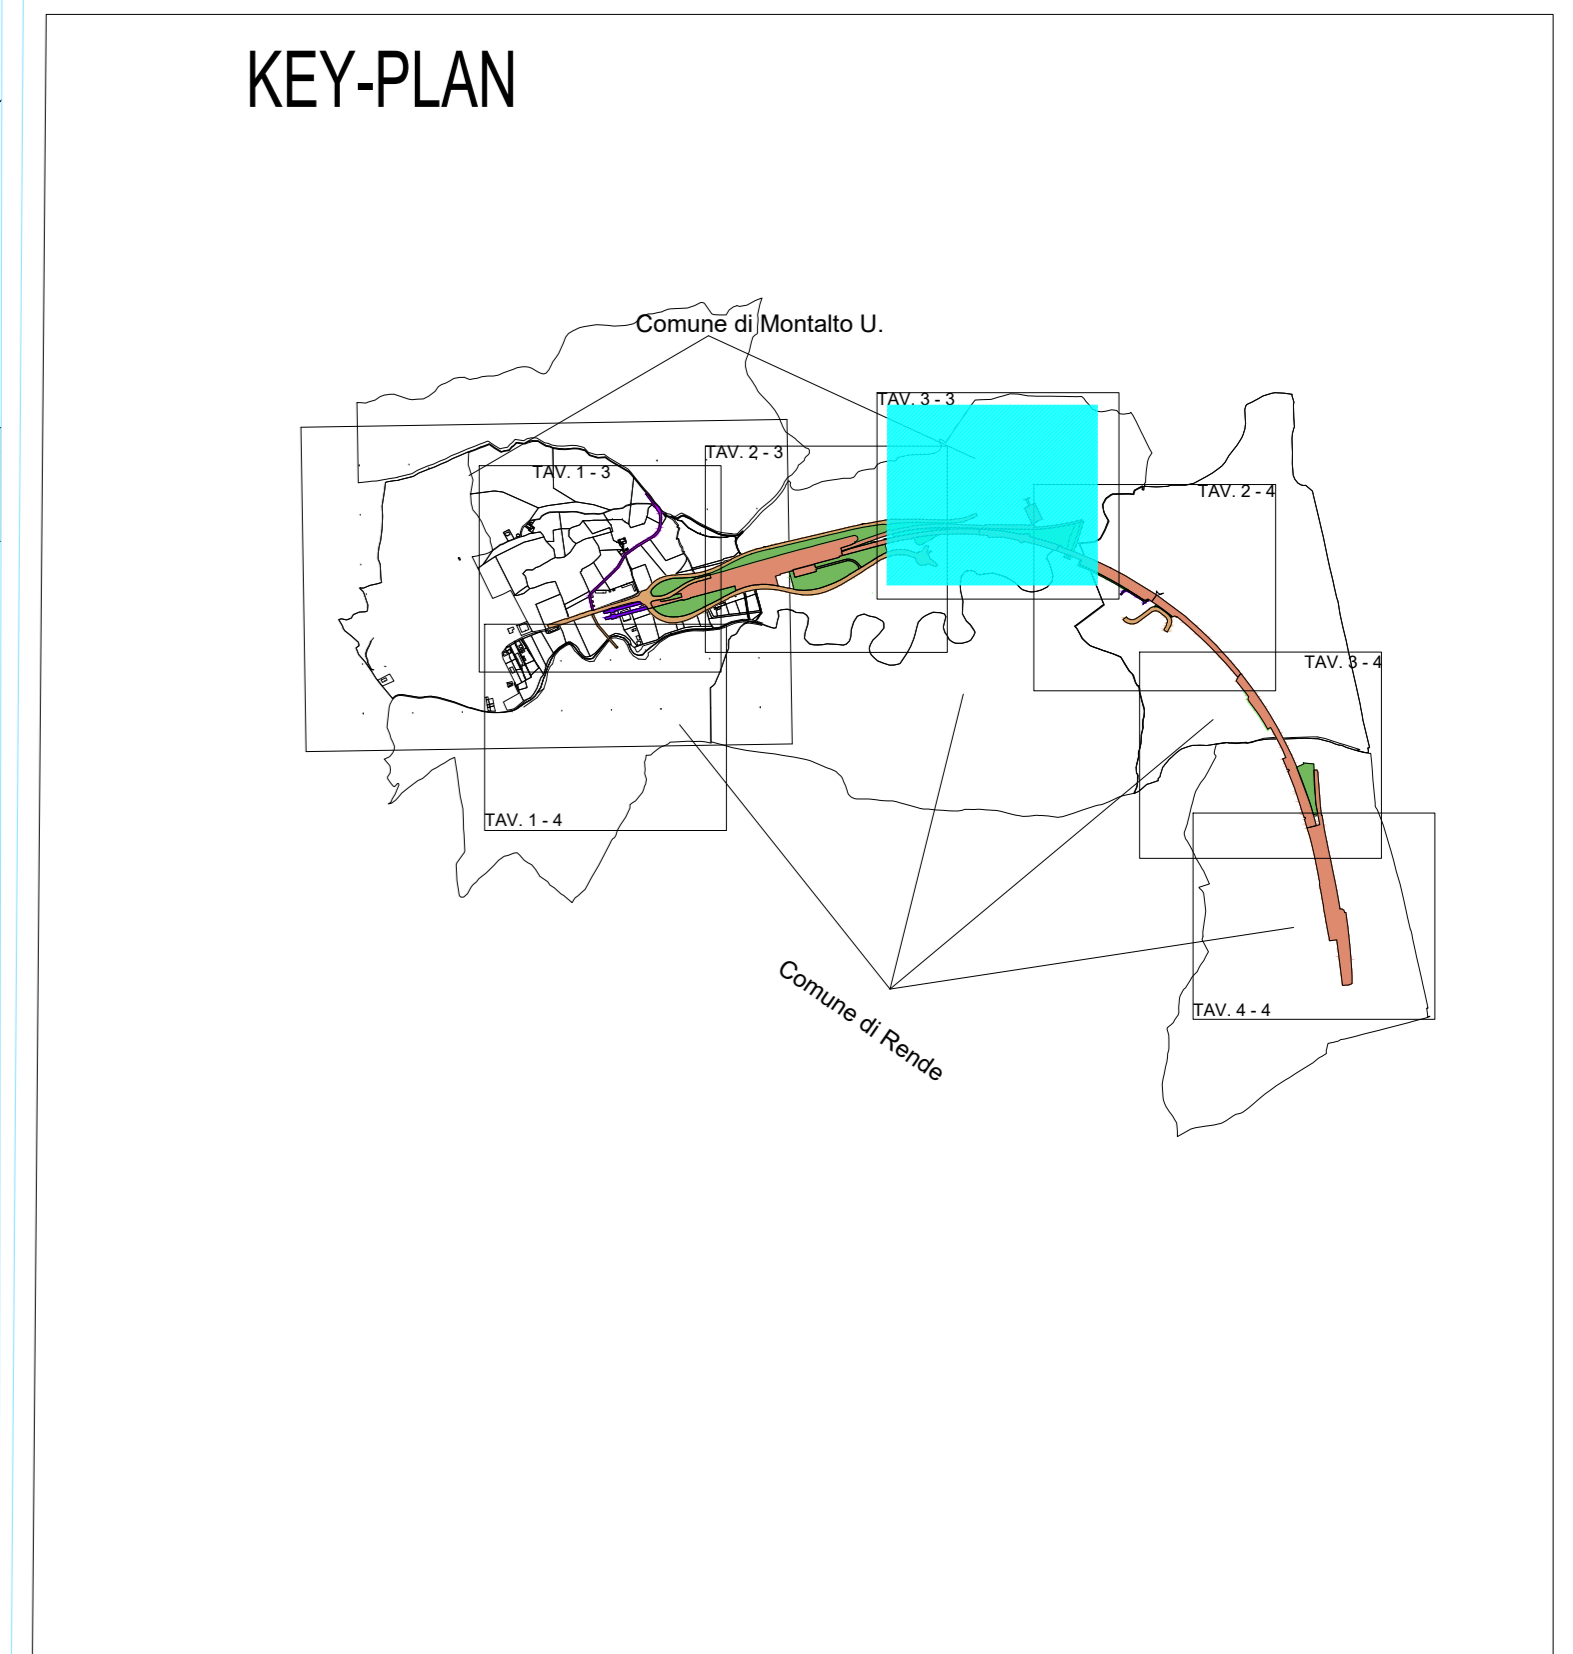 KEY-PLAN
Comune di Montalto U.
TAV. 3 - 3
TAV. 2 - 3
TAV. 1 - 3
TAV. 2 - 4
TAV. 3 - 4
TAV. 1 - 4
Comune di Rende
TAV. 4 - 4